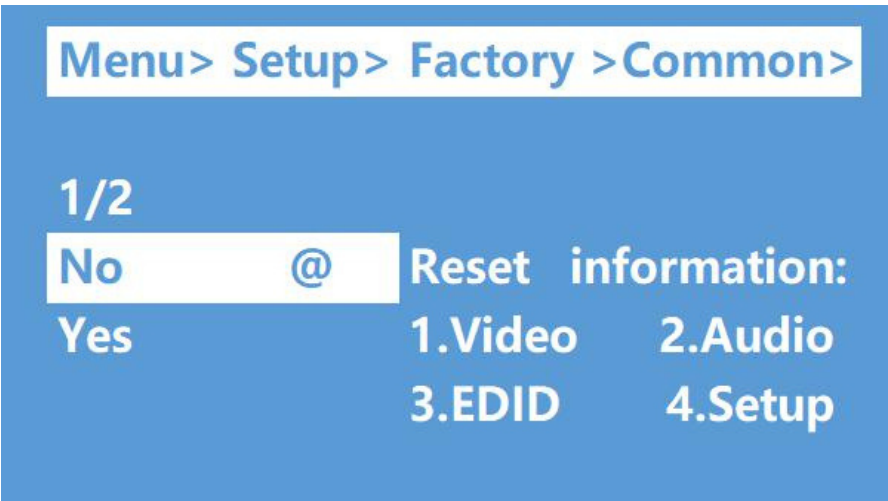 Menu> Setup> Factory >Common>
1/2
No @ Reset information:
Yes 1.Video 2.Audio
3.EDID 4.Setup